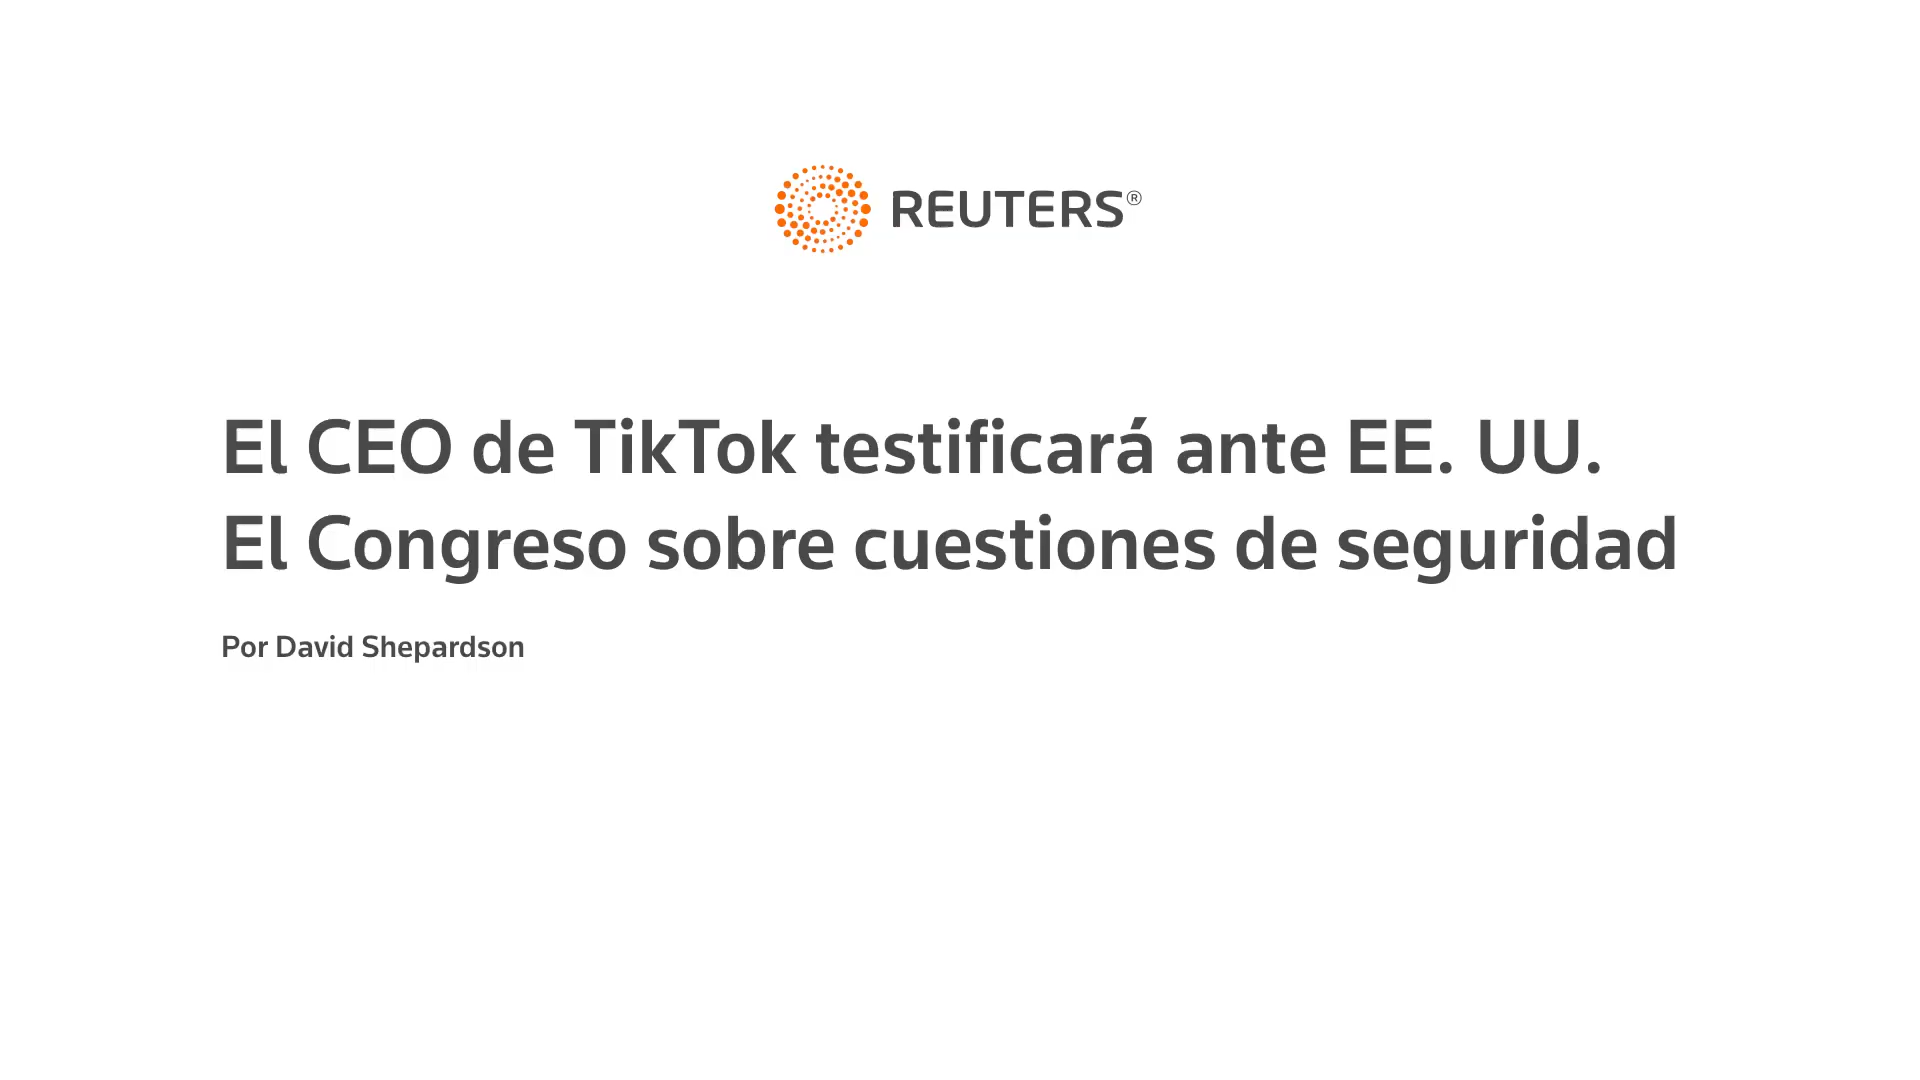 REUTERS®
El CEO de TikTok testificará ante EE. UU.
El Congreso sobre cuestiones de seguridad
Por David Shepardson